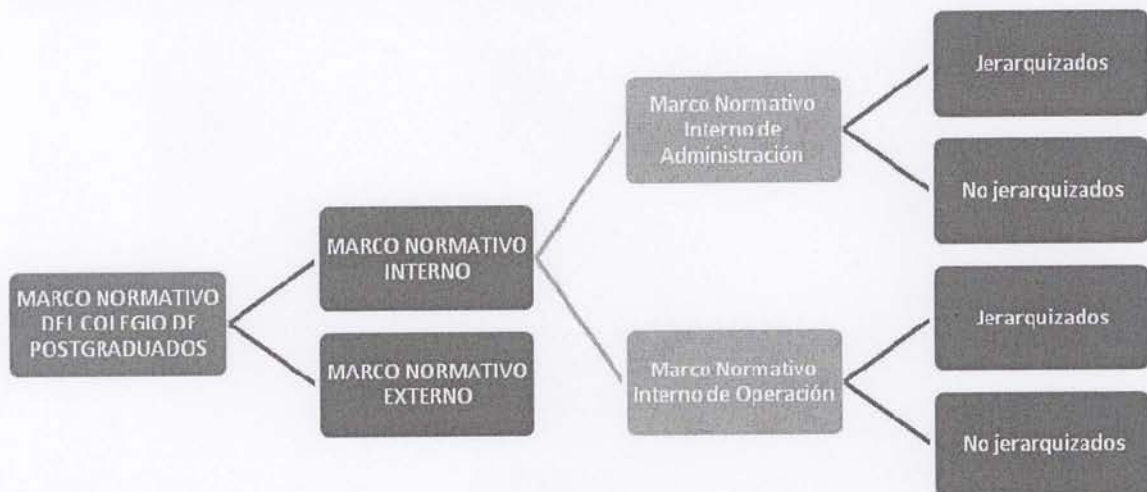 MARCO NORMATIVO
DEL COLEGIO DE
POSTGRADUADOS
MARCO NORMATIVO
INTERNO
MARCO NORMATIVO
EXTERNO
Marco Normativo
Interno de
Administración
Marco Normativo
Interno de Operación
Jerarquizados
No jerarquizados
Jerarquizados
No jerarquizados